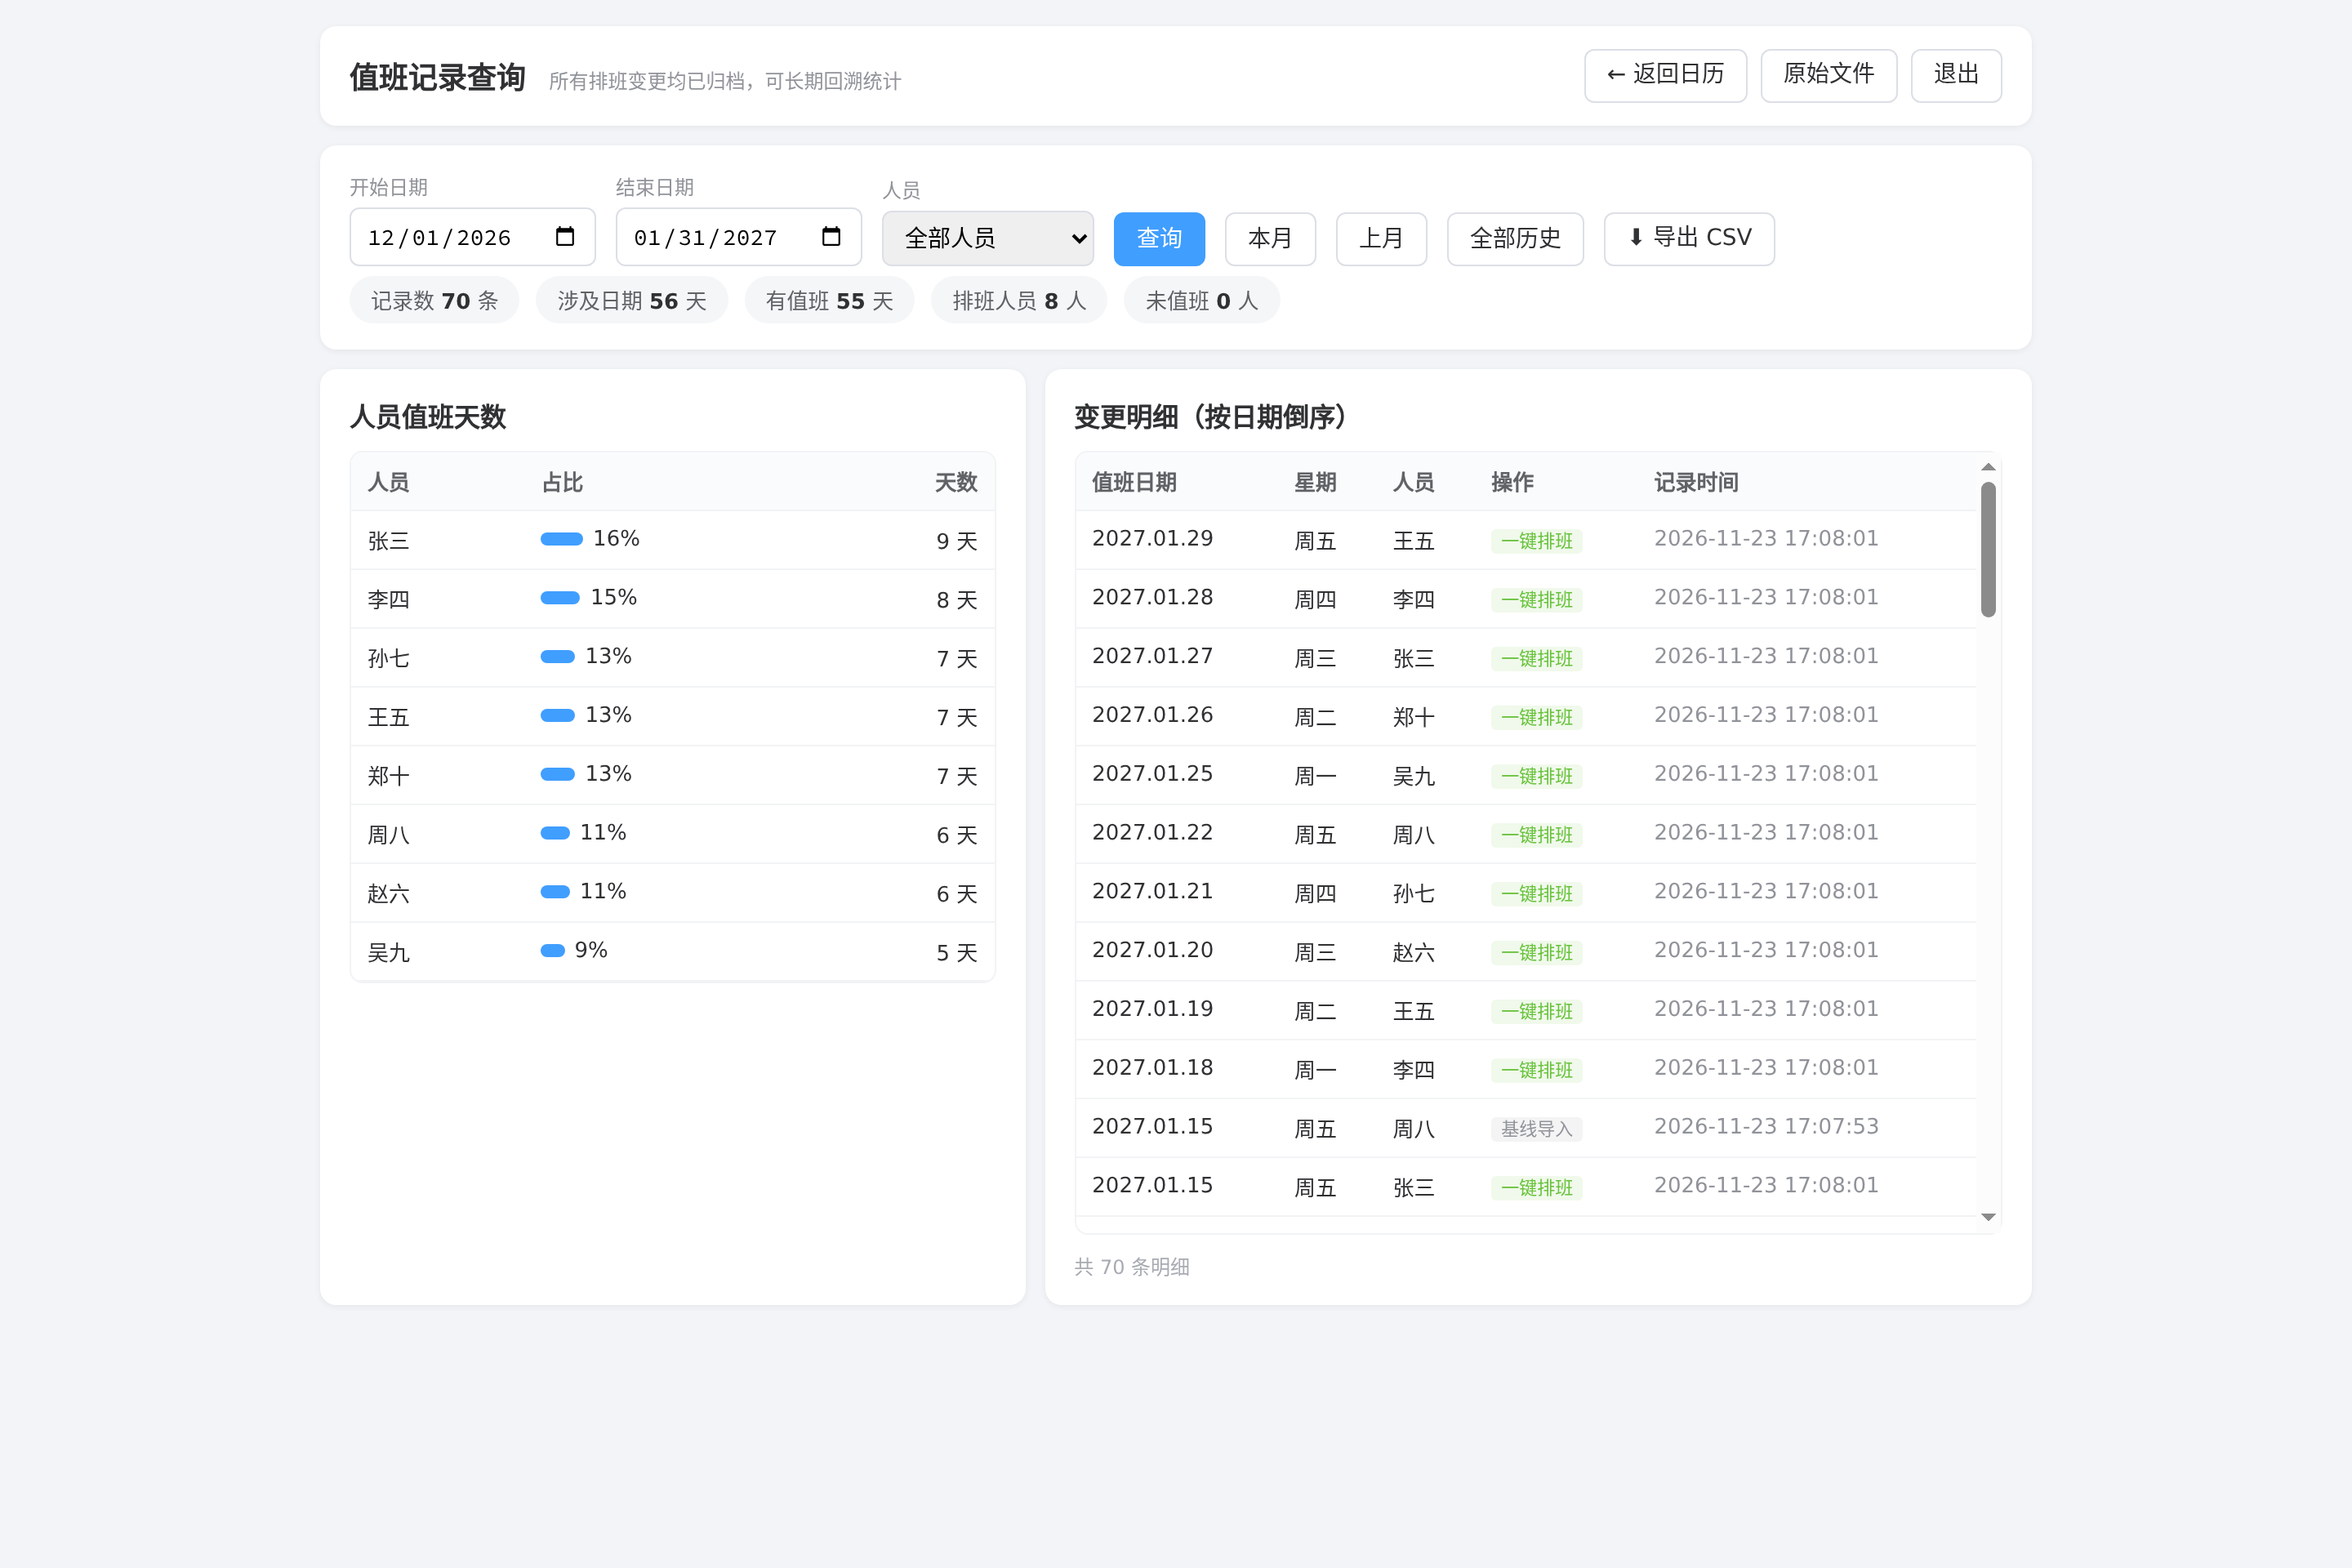 值班记录查询 所有排班变更均已归档，可长期回溯统计 ← 返回日历 原始文件 退出
开始日期 结束日期 人员
12/01/2026 01/31/2027 全部人员 查询 本月 上月 全部历史 ⬇ 导出 CSV
记录数 70 条 涉及日期 56 天 有值班 55 天 排班人员 8 人 未值班 0 人
人员值班天数
人员 占比 天数
张三 16% 9 天
李四 15% 8 天
孙七 13% 7 天
王五 13% 7 天
郑十 13% 7 天
周八 11% 6 天
赵六 11% 6 天
吴九 9% 5 天
变更明细（按日期倒序）
值班日期 星期 人员 操作 记录时间
2027.01.29 周五 王五 一键排班 2026-11-23 17:08:01
2027.01.28 周四 李四 一键排班 2026-11-23 17:08:01
2027.01.27 周三 张三 一键排班 2026-11-23 17:08:01
2027.01.26 周二 郑十 一键排班 2026-11-23 17:08:01
2027.01.25 周一 吴九 一键排班 2026-11-23 17:08:01
2027.01.22 周五 周八 一键排班 2026-11-23 17:08:01
2027.01.21 周四 孙七 一键排班 2026-11-23 17:08:01
2027.01.20 周三 赵六 一键排班 2026-11-23 17:08:01
2027.01.19 周二 王五 一键排班 2026-11-23 17:08:01
2027.01.18 周一 李四 一键排班 2026-11-23 17:08:01
2027.01.15 周五 周八 基线导入 2026-11-23 17:07:53
2027.01.15 周五 张三 一键排班 2026-11-23 17:08:01
共 70 条明细